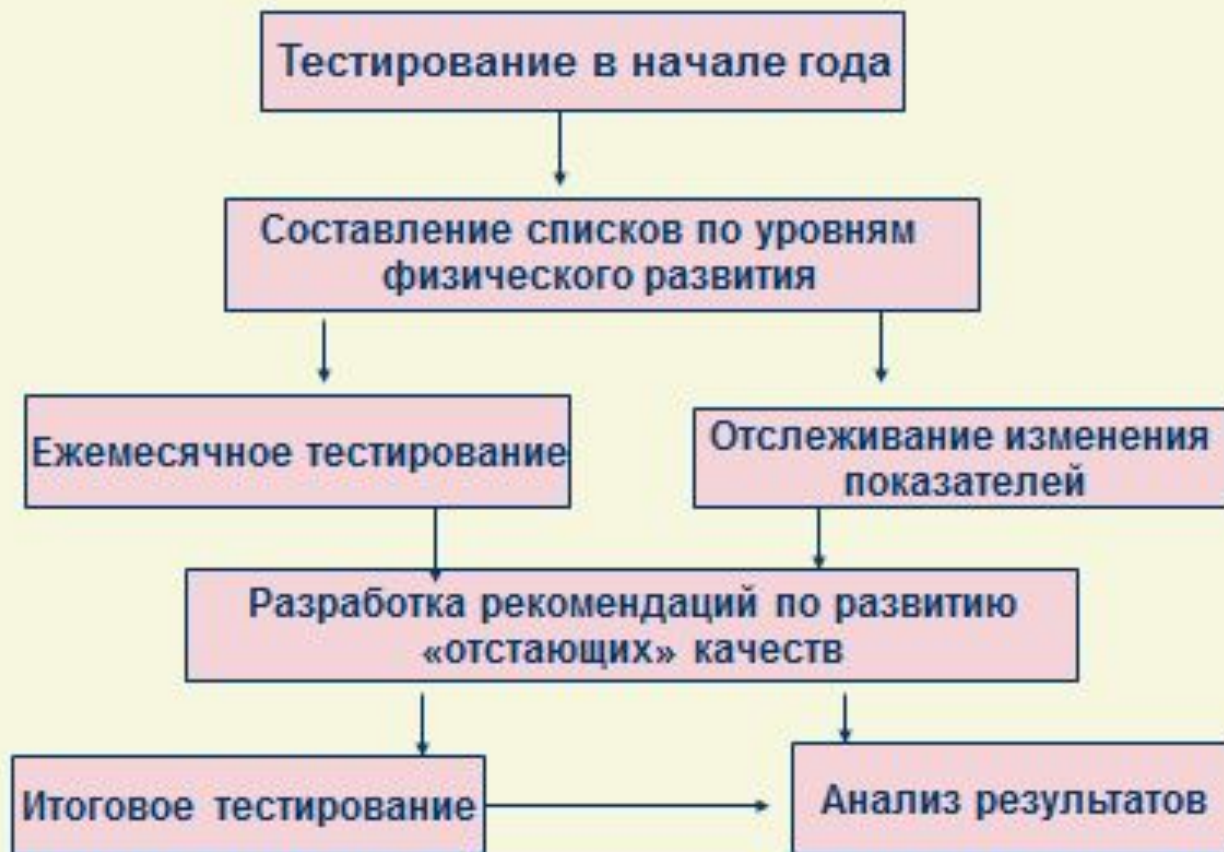 Тестирование в начале года
Составление списков по уровням
физического развития
Ежемесячное тестирование
Отслеживание изменения
показателей
Разработка рекомендаций по развитию
«отстающих» качеств
Итоговое тестирование
Анализ результатов